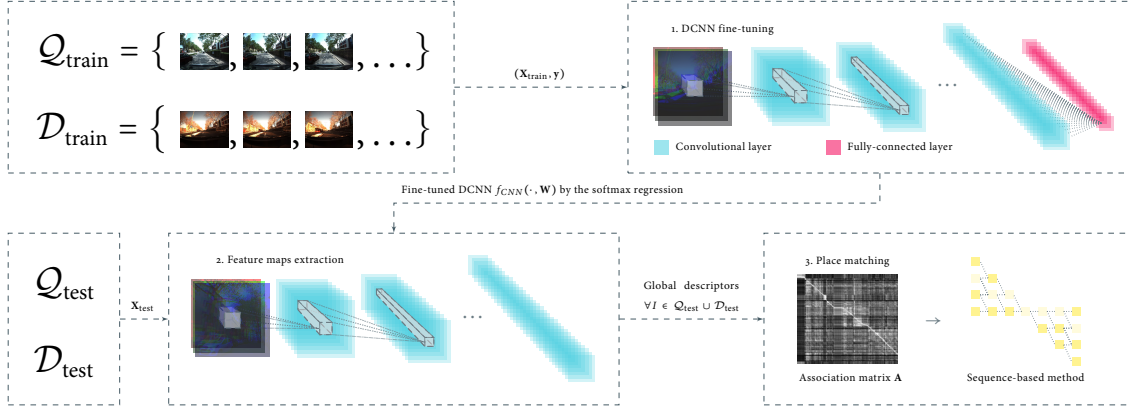 𝒬train = { , , , . . . }
𝒟train = { , , , . . . }
(Xtrain, y)
1. DCNN fine-tuning
...
Convolutional layer
Fully-connected layer
Fine-tuned DCNN fCNN(·, W) by the softmax regression
𝒬test
𝒟test
Xtest
2. Feature maps extraction
...
Global descriptors
∀I ∈ 𝒬test ∪ 𝒟test
3. Place matching
→
Association matrix A
Sequence-based method